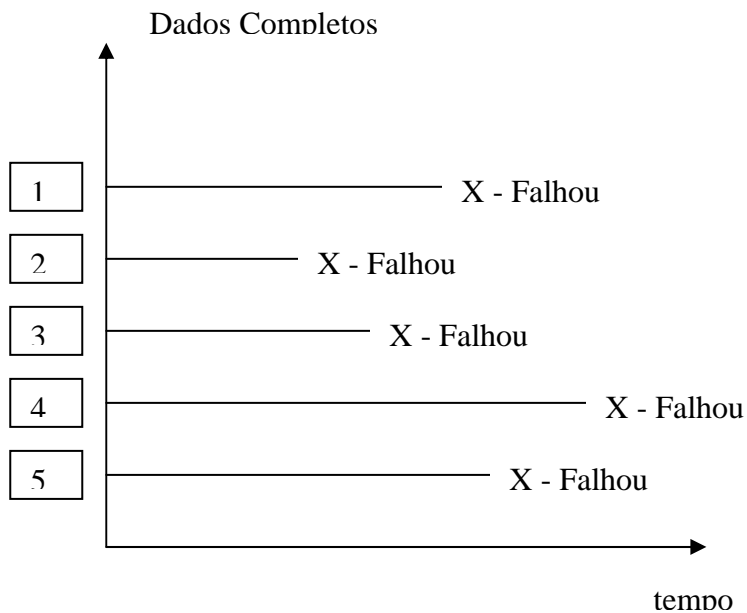 Dados Completos
1 X - Falhou
2 X - Falhou
3 X - Falhou
4 X - Falhou
5 X - Falhou
tempo